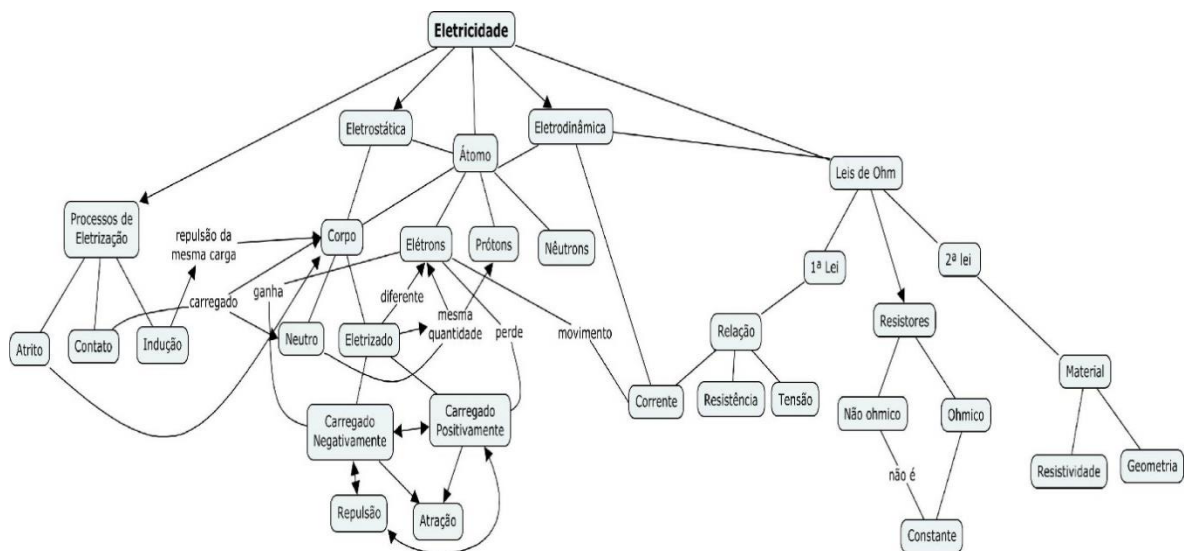 Eletricidade
Eletrostática
Eletrodinâmica
Átomo
Leis de Ohm
Processos de
Eletrização
repulsão da
mesma carga
Corpo
Elétrons
Prótons
Nêutrons
1ª Lei
2ª lei
ganha
diferente
carregado
mesma
quantidade
perde
movimento
Relação
Resistores
Atrito
Contato
Indução
Neutro
Eletrizado
Material
Corrente
Resistência
Tensão
Não ohmico
Ohmico
Carregado
Negativamente
Carregado
Positivamente
não é
Resistividade
Geometria
Repulsão
Atração
Constante